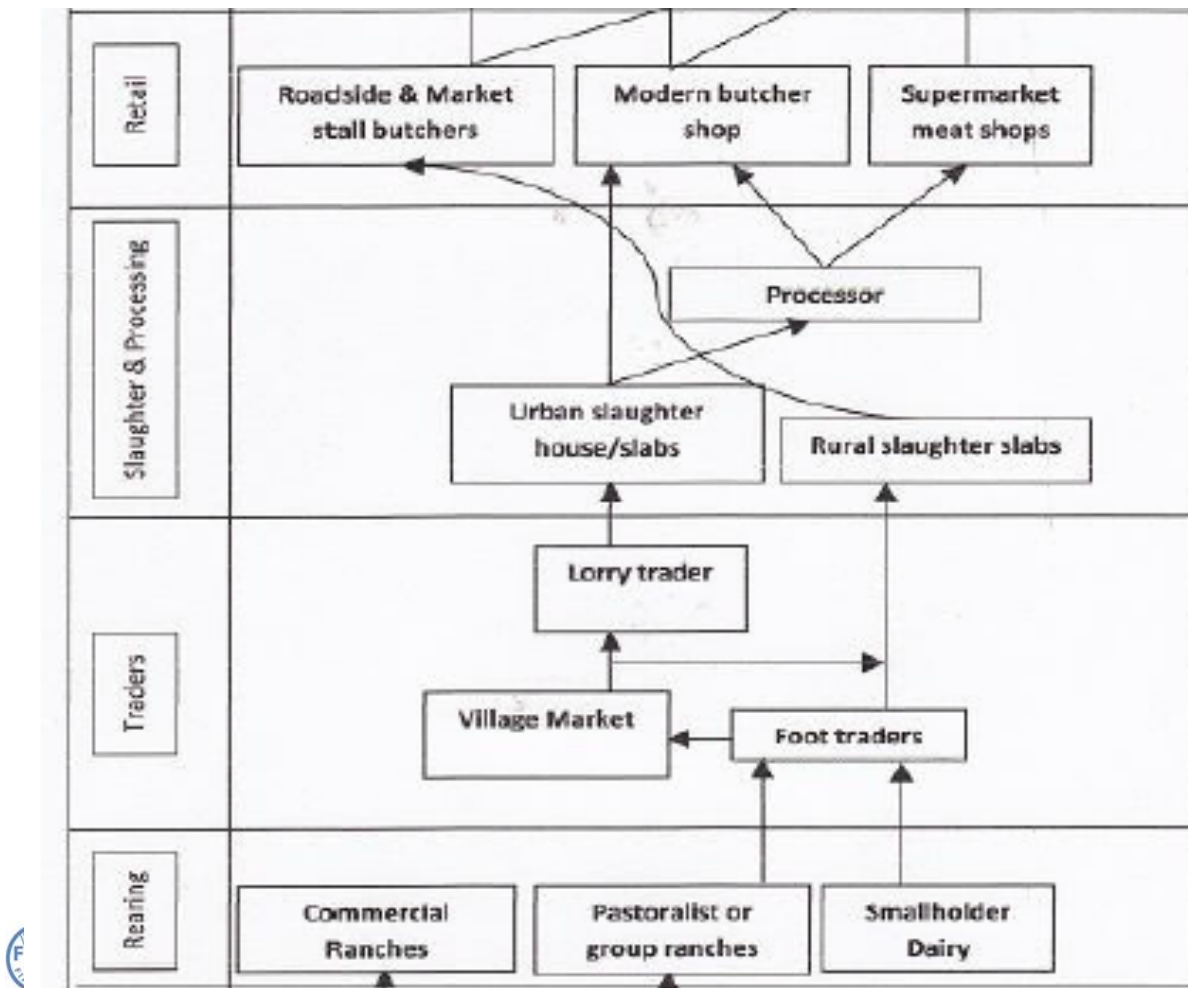 Retail
Roadside & Market
stall butchers
Modern butcher
shop
Supermarket
meat shops
Slaughter & Processing
Processor
Urban slaughter
house/slabs
Rural slaughter slabs
Traders
Lorry trader
Village Market
Foot traders
Rearing
Commercial
Ranches
Pastoralist or
group ranches
Smallholder
Dairy